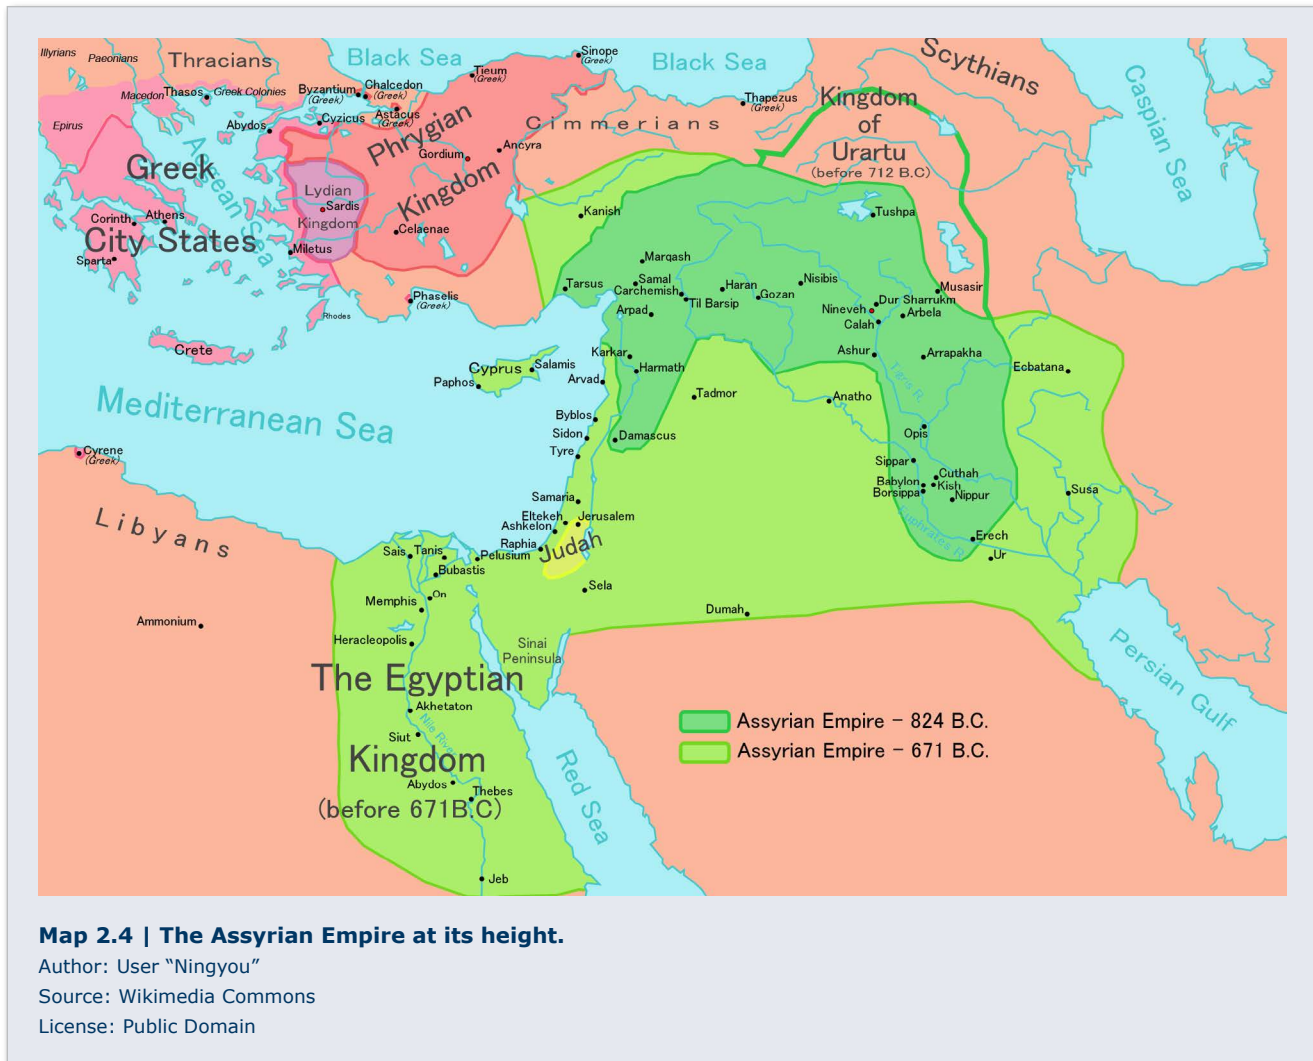 Illyrians
Paeonians
Thracians
Black Sea
Sinope
(Greek)
Black Sea
Scythians
Caspian Sea
Macedon
Thasos
Greek Colonies
Byzantium
(Greek)
Chalcedon
(Greek)
Tieum
(Greek)
Astacus
(Greek)
Cyzicus
Abydos
Epirus
Thapezus
(Greek)
Kingdom
of
Urartu
(before 712 B.C)
Cimmerians
Phrygian
Kingdom
Gordium
Ancyra
Greek
City States
Aegean Sea
Lydian
Kingdom
Sardis
Celaenae
Miletus
Corinth
Athens
Sparta
Phaselis
(Greek)
Rhodes
Crete
Kanish
Tushpa
Marqash
Samal
Tarsus
Carchemish
Til Barsip
Haran
Gozan
Nisibis
Musasir
Dur Sharrukm
Nineveh
Arbela
Calah
Arpad
Ashur
Arrapakha
Ecbatana
Karkar
Harmath
Cyprus
Salamis
Paphos
Arvad
Tadmor
Anatho
Tigris R.
Mediterranean Sea
Byblos
Sidon
Damascus
Tyre
Opis
Sippar
Cuthah
Babylon
Kish
Borsippa
Nippur
Susa
Cyrene
(Greek)
Libyans
Samaria
Eltekeh
Jerusalem
Ashkelon
Raphia
Judah
Euphrates R.
Erech
Ur
Sais
Tanis
Pelusium
Bubastis
On
Memphis
Sela
Dumah
Ammonium
Heracleopolis
Sinai
Peninsula
The Egyptian
Kingdom
(before 671B.C)
Akhetaton
Nile River
Siut
Abydos
Thebes
Jeb
Red Sea
Persian Gulf
Assyrian Empire – 824 B.C.
Assyrian Empire – 671 B.C.
Map 2.4 | The Assyrian Empire at its height.
Author: User “Ningyou”
Source: Wikimedia Commons
License: Public Domain